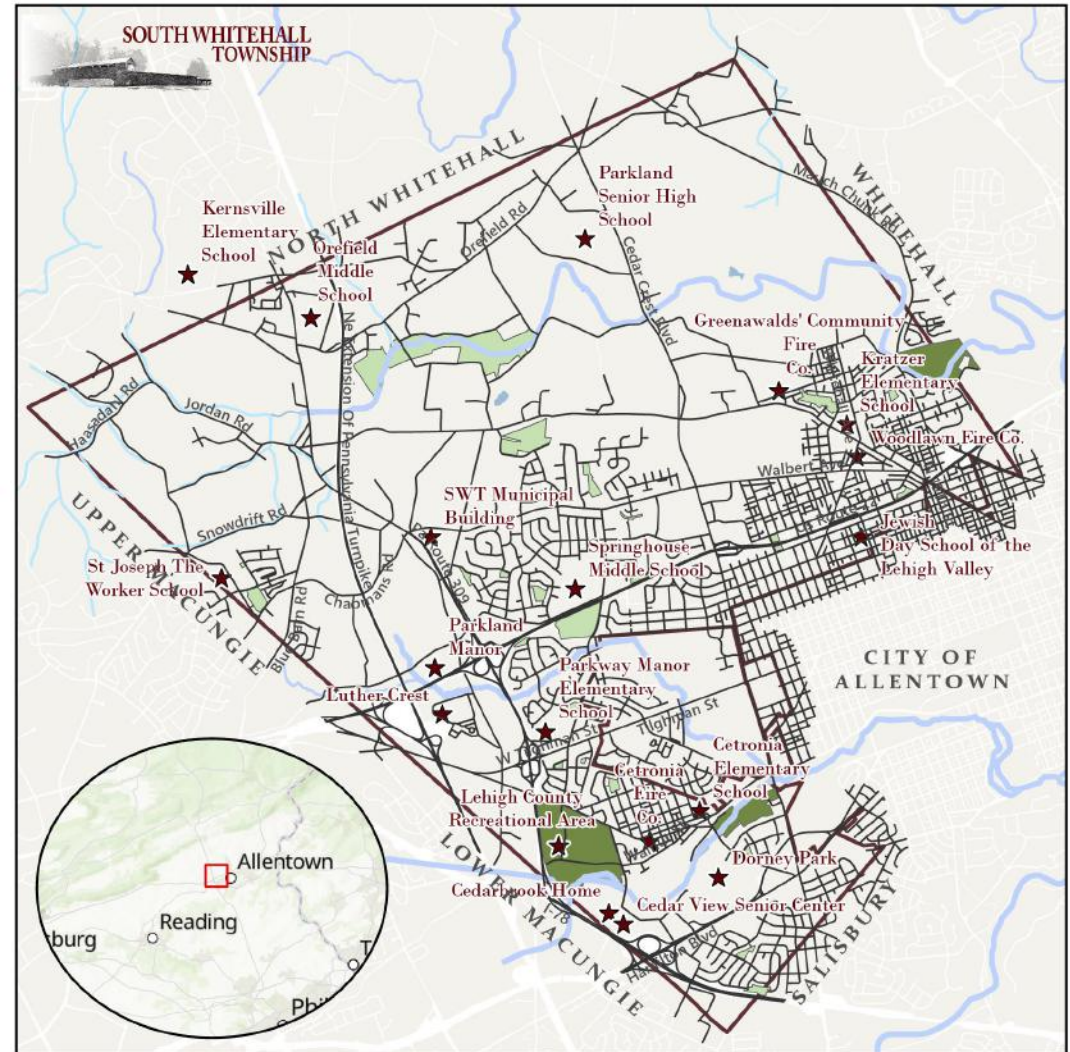 SOUTH WHITEHALL
TOWNSHIP
NORTH WHITEHALL
WHITEHALL
Mauch Chunk Rd
Parkland
Senior High
School
Kernsville
Elementary
School
Orefield Rd
Orefield
Middle
School
Cedar Crest Blvd
Greenawalds' Community
Fire
Co.
Kratzer
Elementary
School
Ne Extension Of Pennsylvania Turnpike
Haasadahl Rd
Jordan Rd
Woodlawn Fire Co.
Walbert Ave
SWT Municipal
Building
Snowdrift Rd
Route 309
Jewish
Day School of the
Lehigh Valley
Springhouse
Middle School
UPPER MACUNGIE
St Joseph The
Worker School
Chapmans Rd
Blue Barn Rd
Parkland
Manor
CITY OF
ALLENTOWN
Parkway Manor
Elementary
School
Luther Crest
Tilghman St
W Tilghman St
Cetronia
Elementary
School
Cetronia
Fire
Co.
Lehigh County
Recreational Area
LOWER MACUNGIE
Dorney Park
Cedarbrook Home
Cedar View Senior Center
I-78
Hamilton Blvd
SALISBURY
Allentown
Reading
sburg